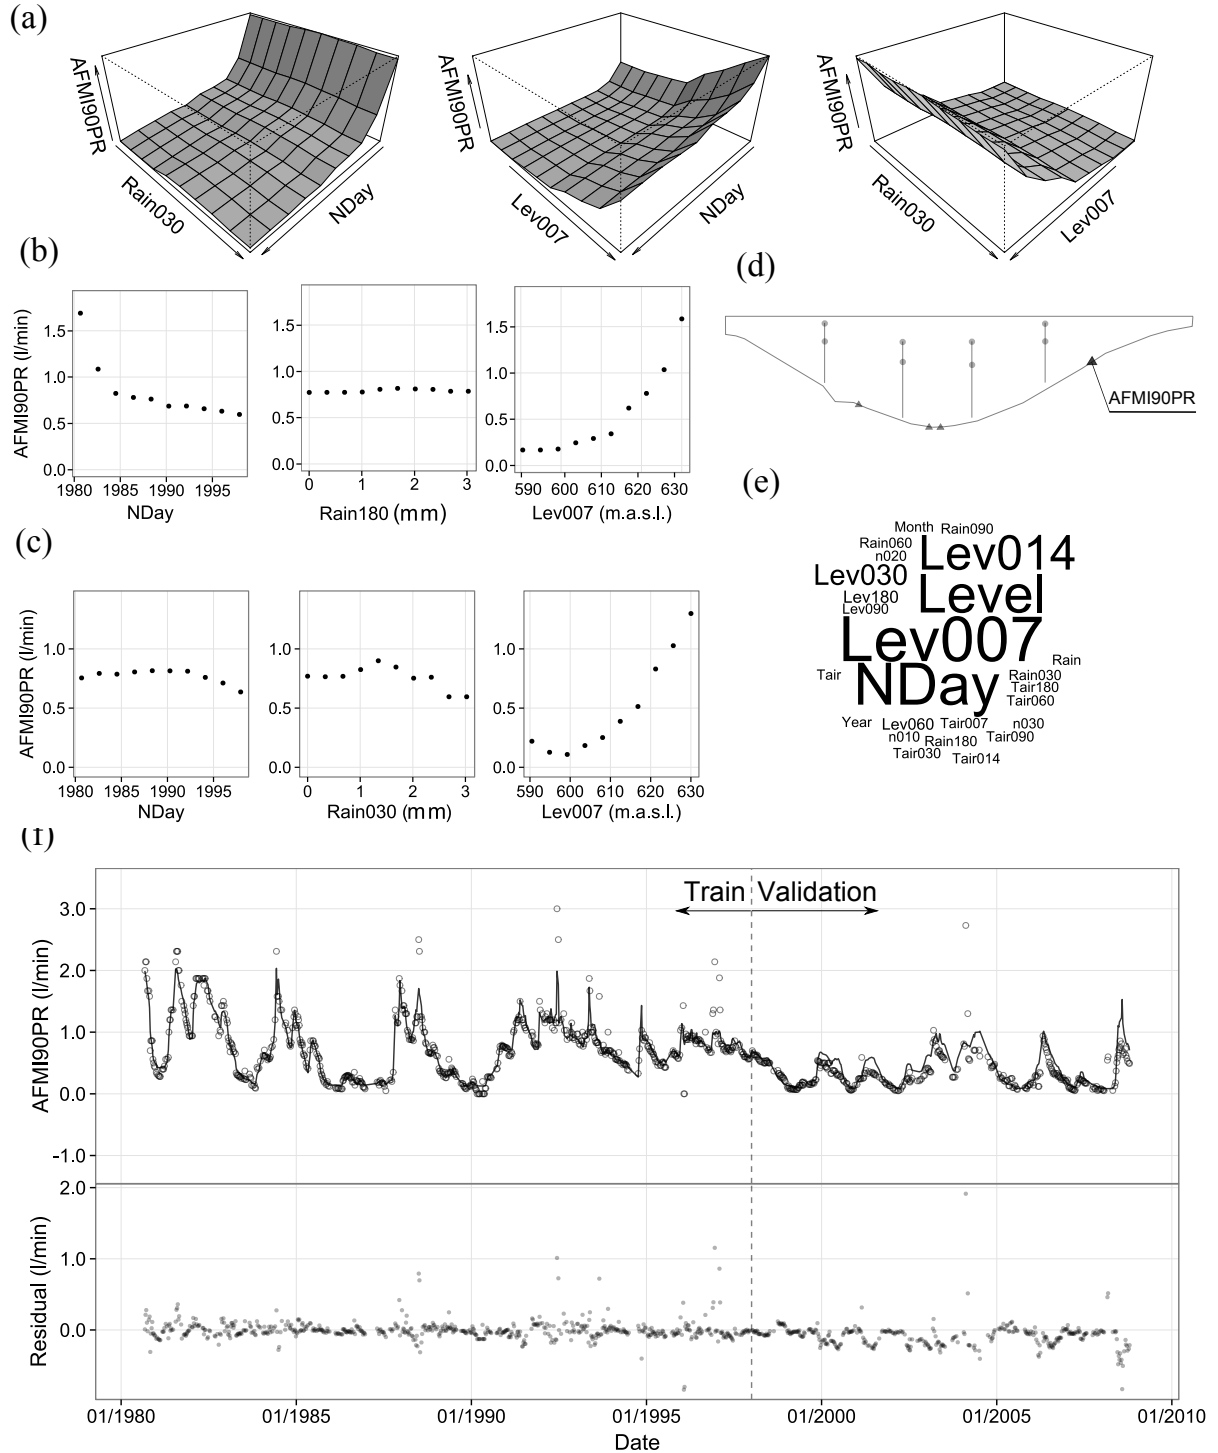 (a)
AFMI90PR
Rain030
NDay
AFMI90PR
Lev007
NDay
AFMI90PR
Rain030
Lev007
(b)
AFMI90PR (l/min)
1.5
1.0
0.5
0.0
1980 1985 1990 1995
NDay
1.5
1.0
0.5
0.0
0 1 2 3
Rain180 (mm)
1.5
1.0
0.5
0.0
590 600 610 620 630
Lev007 (m.a.s.l.)
(c)
AFMI90PR (l/min)
1.0
0.5
0.0
1980 1985 1990 1995
NDay
1.0
0.5
0.0
0 1 2 3
Rain030 (mm)
1.0
0.5
0.0
590 600 610 620 630
Lev007 (m.a.s.l.)
(d)
AFMI90PR
(e)
Month Rain090
Rain060
n020
Lev014
Lev030
Level
Lev180
Lev090
Lev007
Rain
Tair
NDay
Rain030
Tair180
Tair060
Year Lev060 Tair007 n030
n010 Rain180 Tair090
Tair030 Tair014
(f)
AFMI90PR (l/min)
3.0
2.0
1.0
0.0
-1.0
Train Validation
Residual (l/min)
2.0
1.0
0.0
01/1980 01/1985 01/1990 01/1995 01/2000 01/2005 01/2010
Date